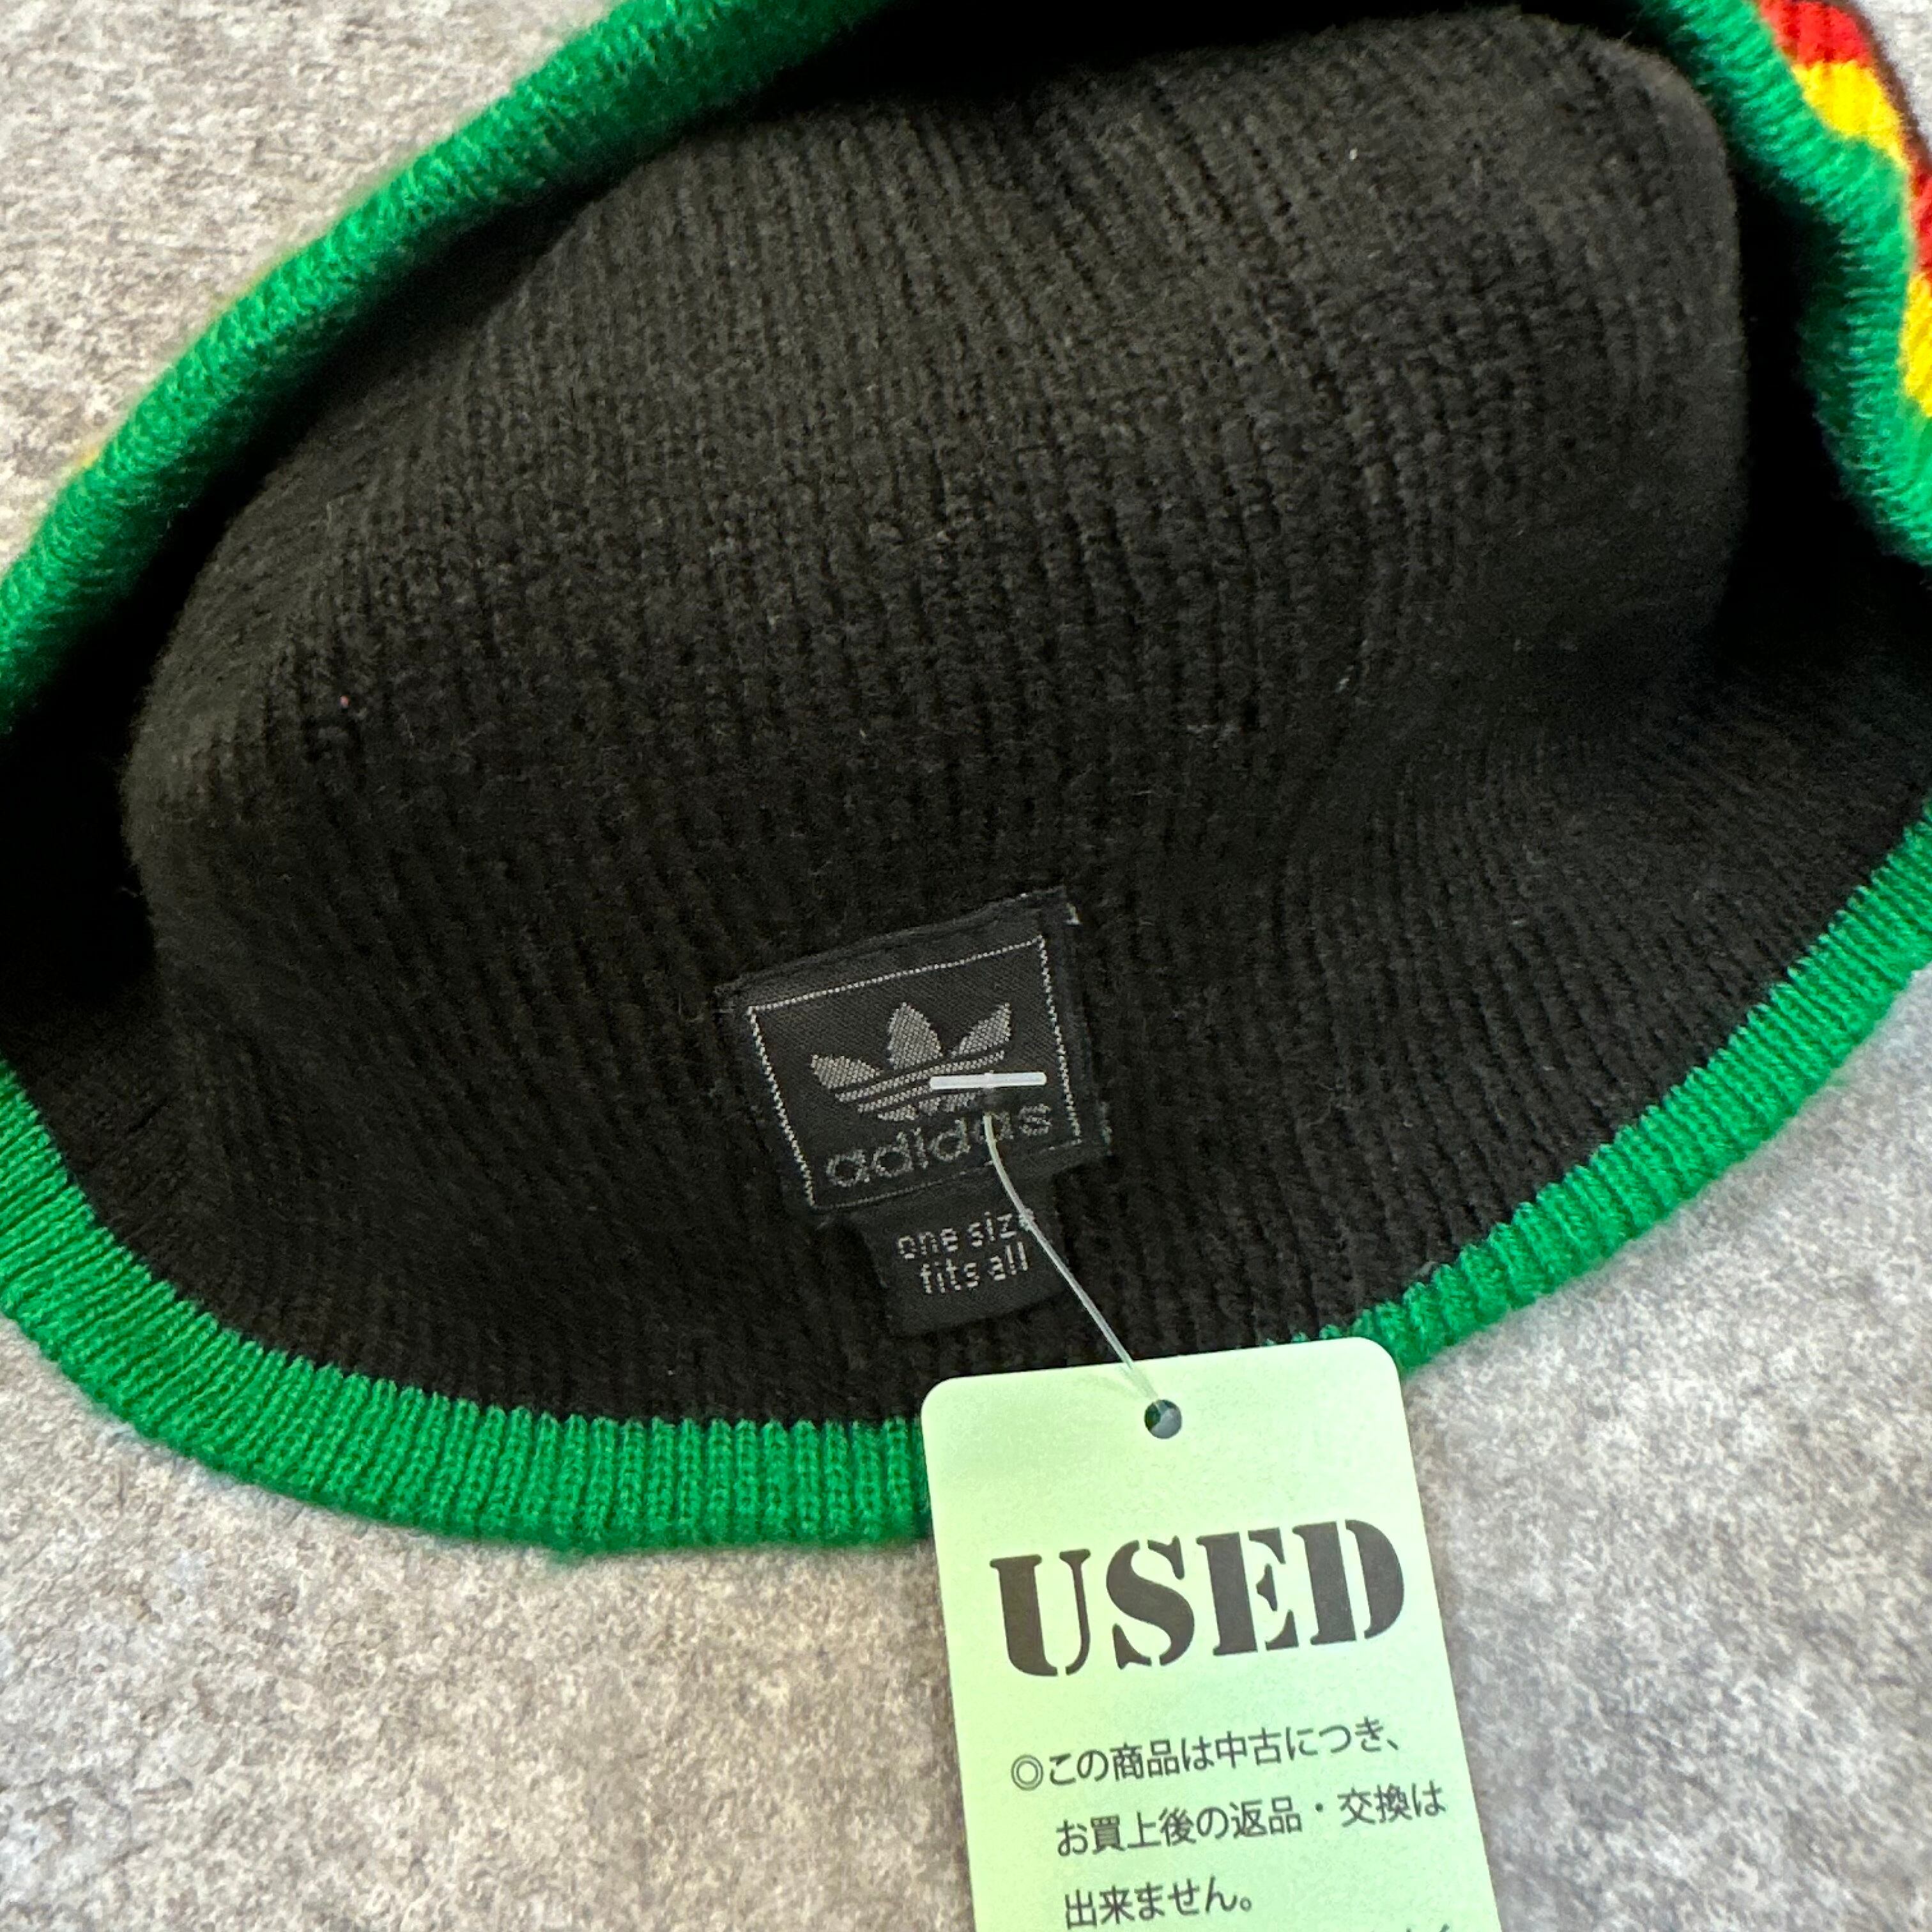 adidas
one size
fits all
USED
◎この商品は中古につき、
お買上後の返品・交換は
出来ません。